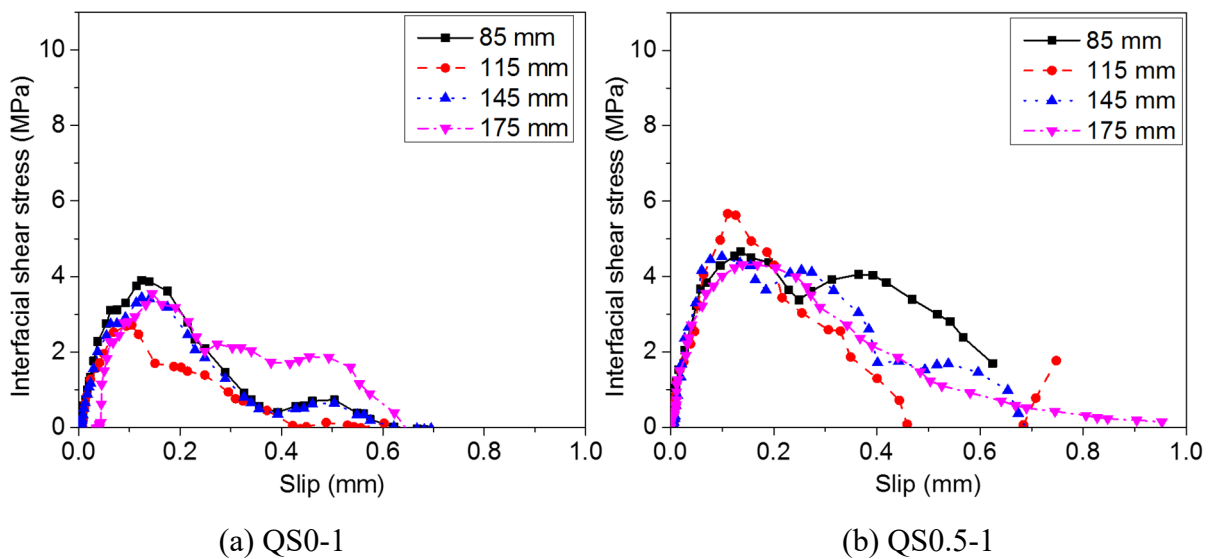 85 mm
115 mm
145 mm
175 mm
Interfacial shear stress (MPa)
10
8
6
4
2
0
0.0 0.2 0.4 0.6 0.8 1.0
Slip (mm)
(a) QS0-1
85 mm
115 mm
145 mm
175 mm
Interfacial shear stress (MPa)
10
8
6
4
2
0
0.0 0.2 0.4 0.6 0.8 1.0
Slip (mm)
(b) QS0.5-1